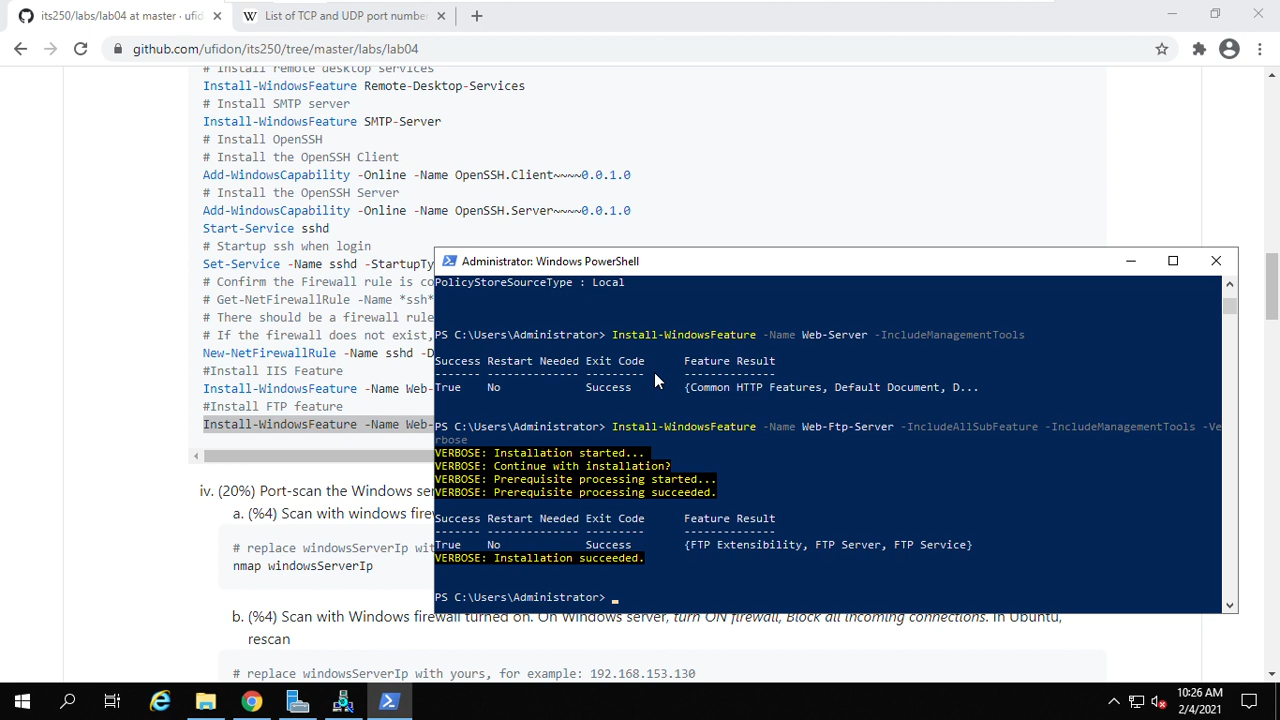 its250/labs/lab04 at master · ufid
List of TCP and UDP port number
github.com/ufidon/its250/tree/master/labs/lab04
# Install remote desktop services
Install-WindowsFeature Remote-Desktop-Services
# Install SMTP server
Install-WindowsFeature SMTP-Server
# Install OpenSSH
# Install the OpenSSH Client
Add-WindowsCapability -Online -Name OpenSSH.Client~~~~0.0.1.0
# Install the OpenSSH Server
Add-WindowsCapability -Online -Name OpenSSH.Server~~~~0.0.1.0
Start-Service sshd
# Startup ssh when login
Set-Service -Name sshd -StartupTy
# Confirm the Firewall rule is co
# Get-NetFirewallRule -Name *ssh*
# There should be a firewall rule
# If the firewall does not exist,
New-NetFirewallRule -Name sshd -D
#Install IIS Feature
Install-WindowsFeature -Name Web-
#Install FTP feature
Install-WindowsFeature -Name Web-
iv. (20%) Port-scan the Windows ser
a. (%4) Scan with windows firew
# replace windowsServerIp wit
nmap windowsServerIp
b. (%4) Scan with Windows firewall turned on. On Windows server, turn ON firewall, Block all incoming connections. In Ubuntu,
rescan
# replace windowsServerIp with yours, for example: 192.168.153.130
Administrator: Windows PowerShell
PolicyStoreSourceType : Local
PS C:\Users\Administrator> Install-WindowsFeature -Name Web-Server -IncludeManagementTools
Success Restart Needed Exit Code      Feature Result
------- -------------- ---------      --------------
True    No             Success        {Common HTTP Features, Default Document, D...
PS C:\Users\Administrator> Install-WindowsFeature -Name Web-Ftp-Server -IncludeAllSubFeature -IncludeManagementTools -Ve
rbose
VERBOSE: Installation started...
VERBOSE: Continue with installation?
VERBOSE: Prerequisite processing started...
VERBOSE: Prerequisite processing succeeded.
Success Restart Needed Exit Code      Feature Result
------- -------------- ---------      --------------
True    No             Success        {FTP Extensibility, FTP Server, FTP Service}
VERBOSE: Installation succeeded.
PS C:\Users\Administrator> _
10:26 AM
2/4/2021